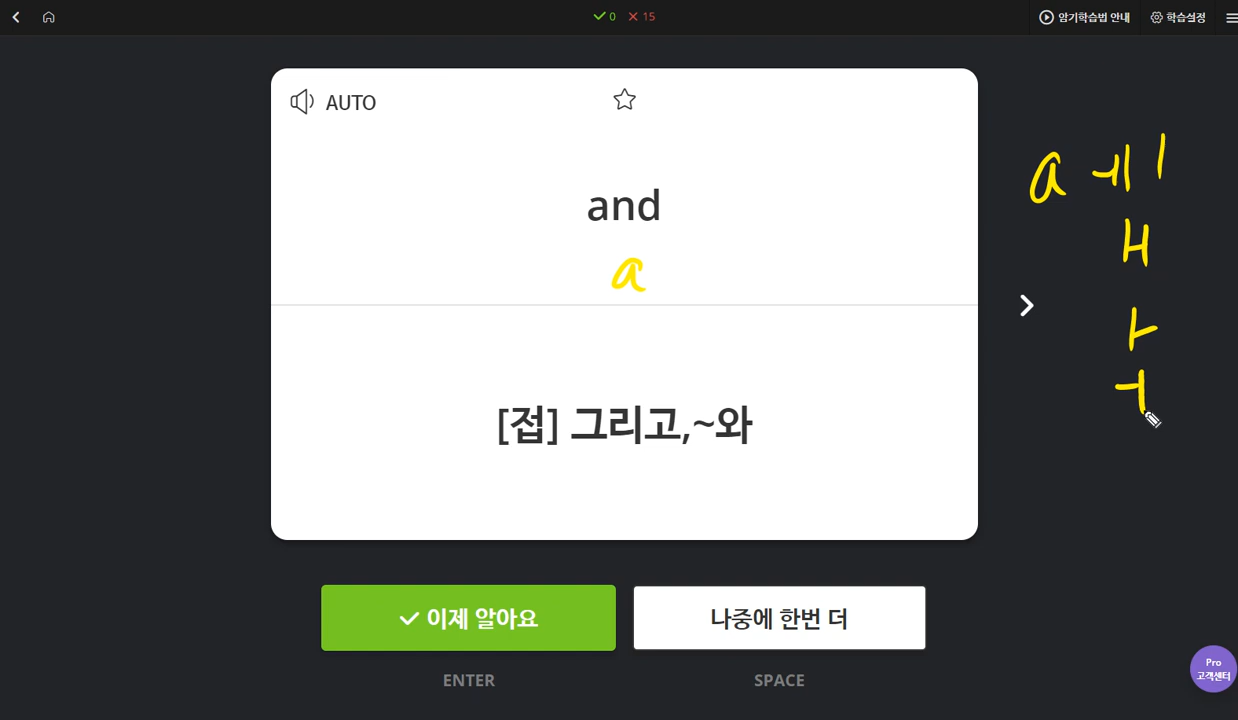 0 15 암기학습법 안내 학습설정
AUTO
and
a
[접] 그리고,~와
a ㅔ ㅣ
ㅐ
ㅏ
ㅓ
이제 알아요 나중에 한번 더
ENTER SPACE
Pro
고객센터